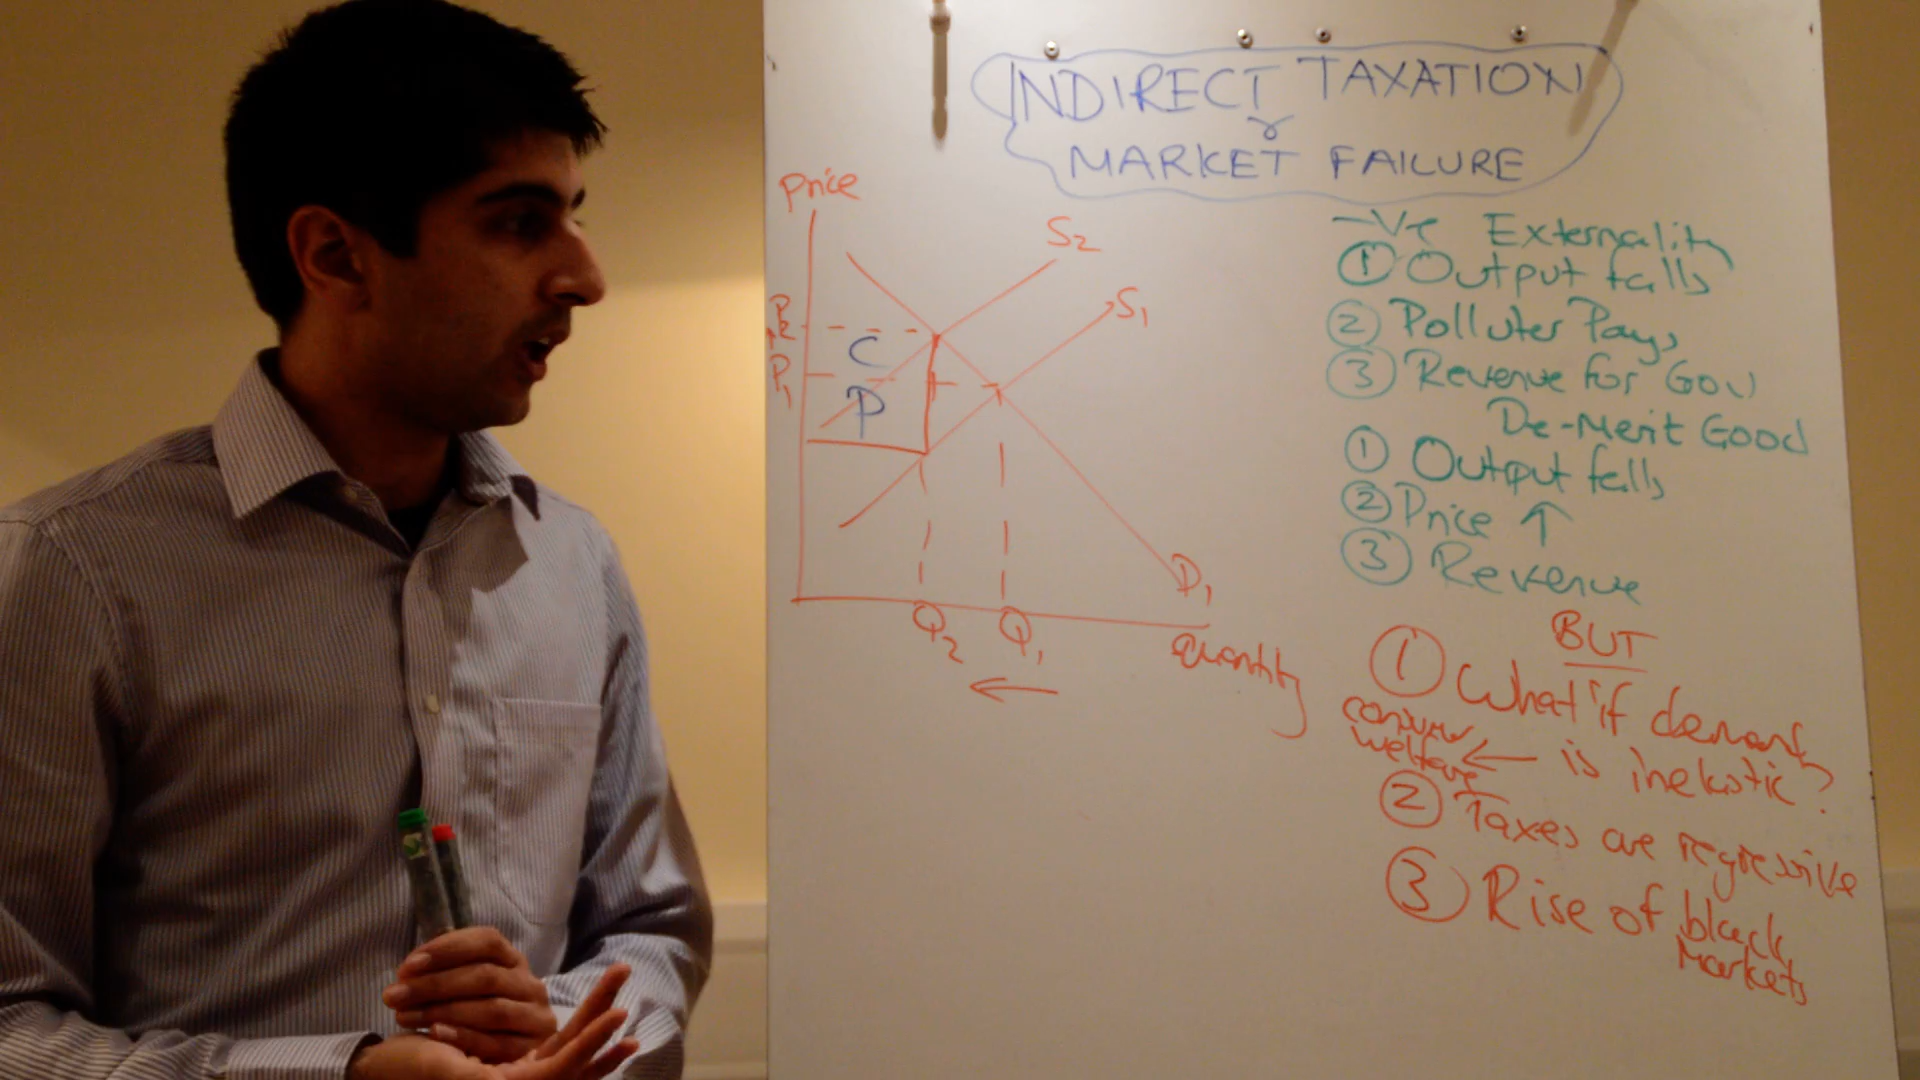 INDIRECT TAXATION
&
MARKET FAILURE
Price
S2
S1
P2
P1
C
P
D1
Q2
Q1
Quantity
-Ve Externality
① Output falls
② Polluter Pays
③ Revenue for Gov
De-Merit Good
① Output falls
② Price ↑
③ Revenue
BUT
① What if demand
is inelastic?
consumer
welfare ←
② Taxes are regressive
③ Rise of black
Markets